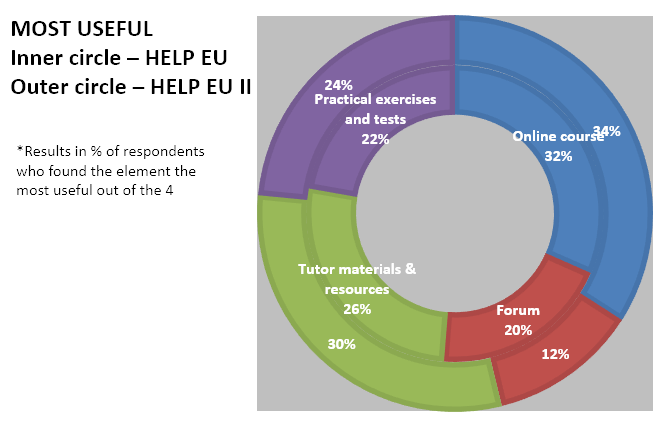 MOST USEFUL
Inner circle – HELP EU
Outer circle – HELP EU II
*Results in % of respondents
who found the element the
most useful out of the 4
24%
Practical exercises
and tests
22%
34%
Online course
32%
Tutor materials &
resources
26%
30%
Forum
20%
12%